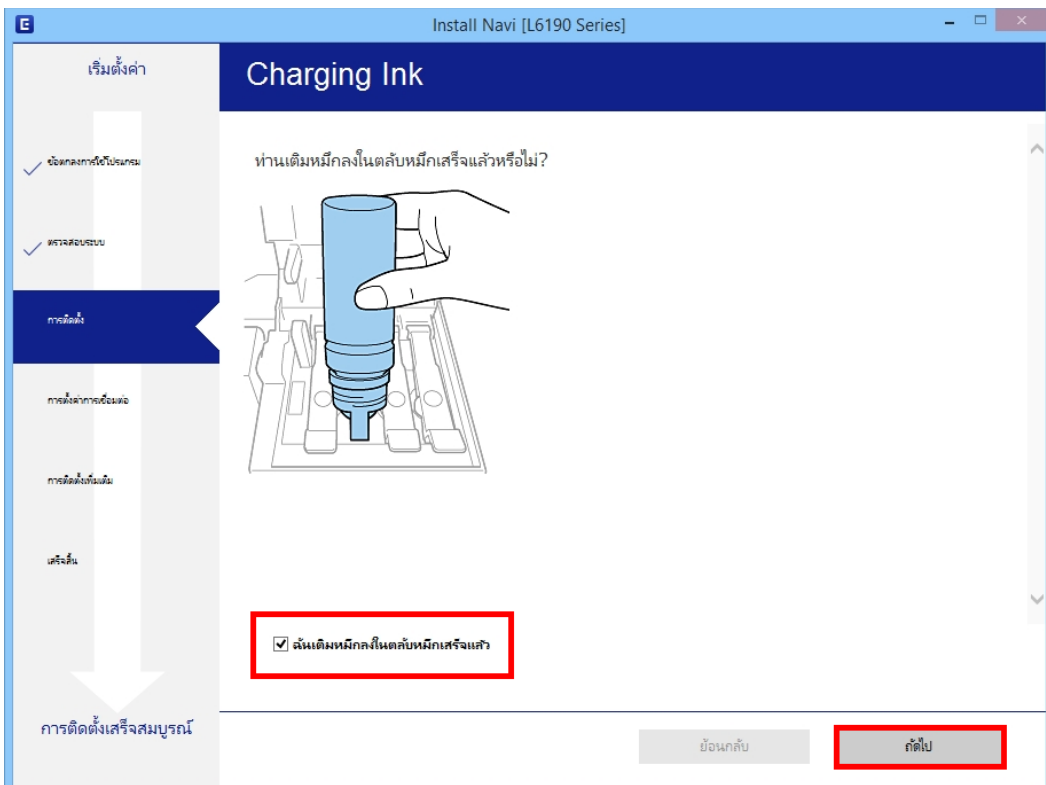 E
Install Navi [L6190 Series]
เริ่มตั้งค่า
Charging Ink
ข้อตกลงการใช้โปรแกรม
ตรวจสอบระบบ
การติดตั้ง
การตั้งค่าการเชื่อมต่อ
การติดตั้งเพิ่มเติม
เสร็จสิ้น
การติดตั้งเสร็จสมบูรณ์
ท่านเติมหมึกลงในตลับหมึกเสร็จแล้วหรือไม่?
ฉันเติมหมึกลงในตลับหมึกเสร็จแล้ว
ย้อนกลับ
ถัดไป